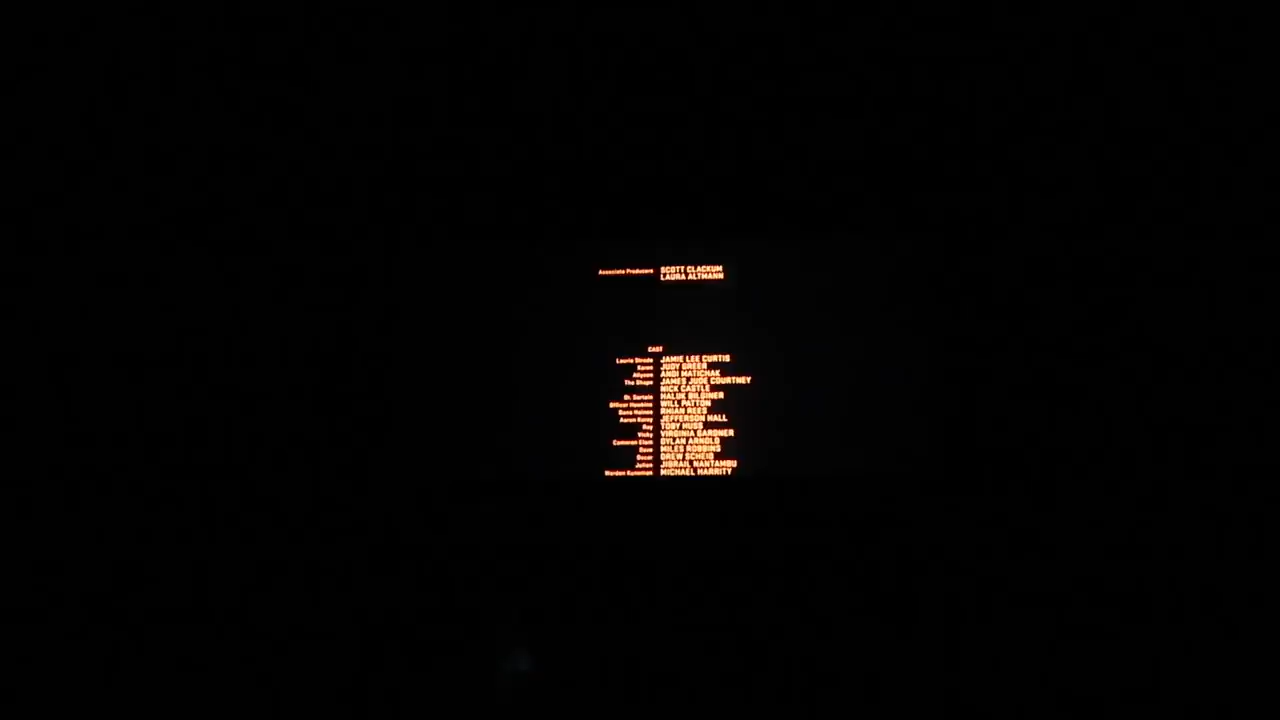 Associate Producers SCOTT CLACKUM
LAURA ALTMANN
CAST
Laurie Strode JAMIE LEE CURTIS
Karen JUDY GREER
Allyson ANDI MATICHAK
The Shape JAMES JUDE COURTNEY
NICK CASTLE
Dr. Sartain HALUK BILGINER
Officer Hawkins WILL PATTON
Dana Haines RHIAN REES
Aaron Korey JEFFERSON HALL
Ray TOBY HUSS
Vicky VIRGINIA GARDNER
Cameron Elam DYLAN ARNOLD
Dave MILES ROBBINS
Oscar DREW SCHEID
Julian JIBRAIL NANTAMBU
Warden Kuneman MICHAEL HARRITY